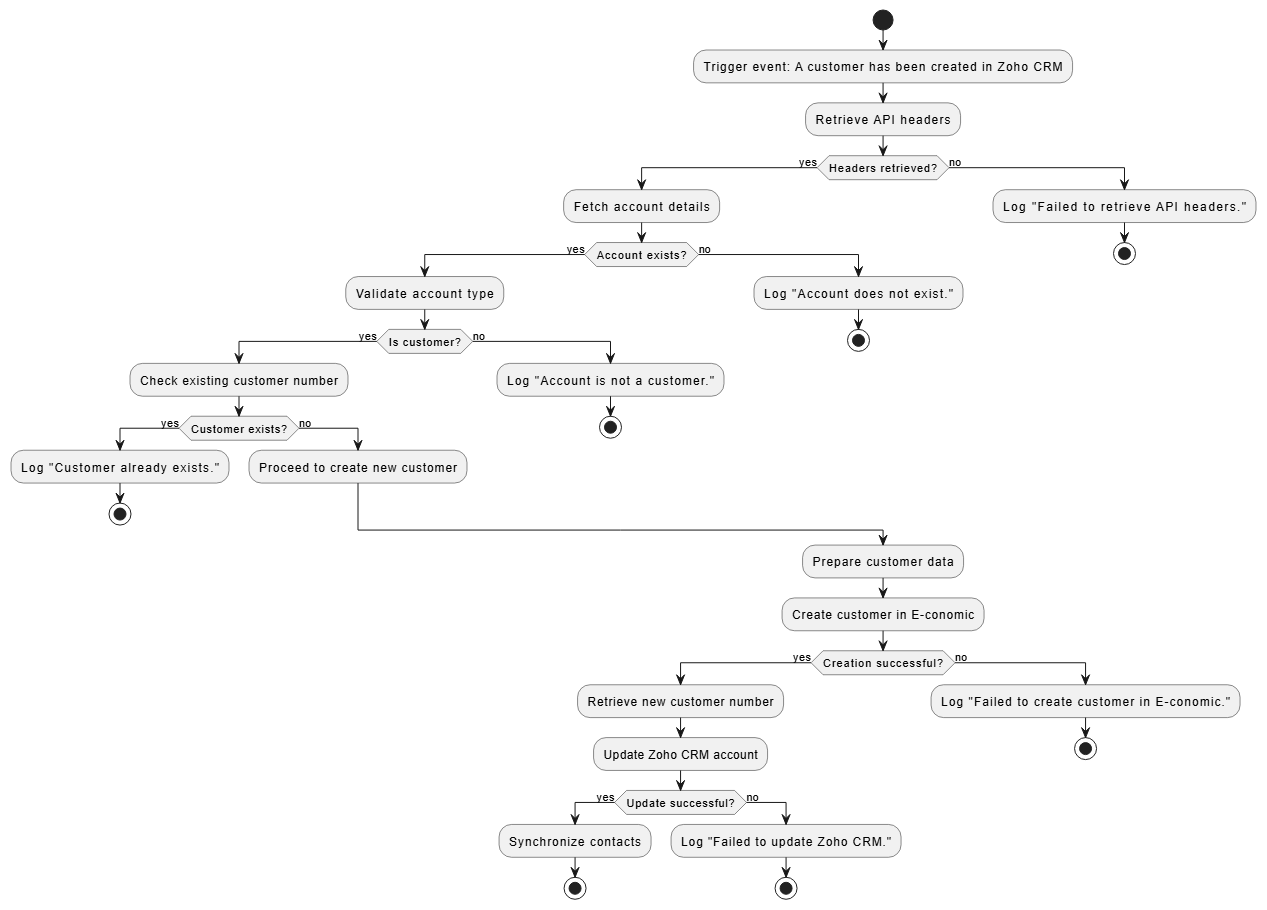 Trigger event: A customer has been created in Zoho CRM
Retrieve API headers
yes
Headers retrieved?
no
Fetch account details
Log "Failed to retrieve API headers."
yes
Account exists?
no
Validate account type
Log "Account does not exist."
yes
Is customer?
no
Check existing customer number
Log "Account is not a customer."
yes
Customer exists?
no
Log "Customer already exists."
Proceed to create new customer
Prepare customer data
Create customer in E-conomic
yes
Creation successful?
no
Retrieve new customer number
Log "Failed to create customer in E-conomic."
Update Zoho CRM account
yes
Update successful?
no
Synchronize contacts
Log "Failed to update Zoho CRM."